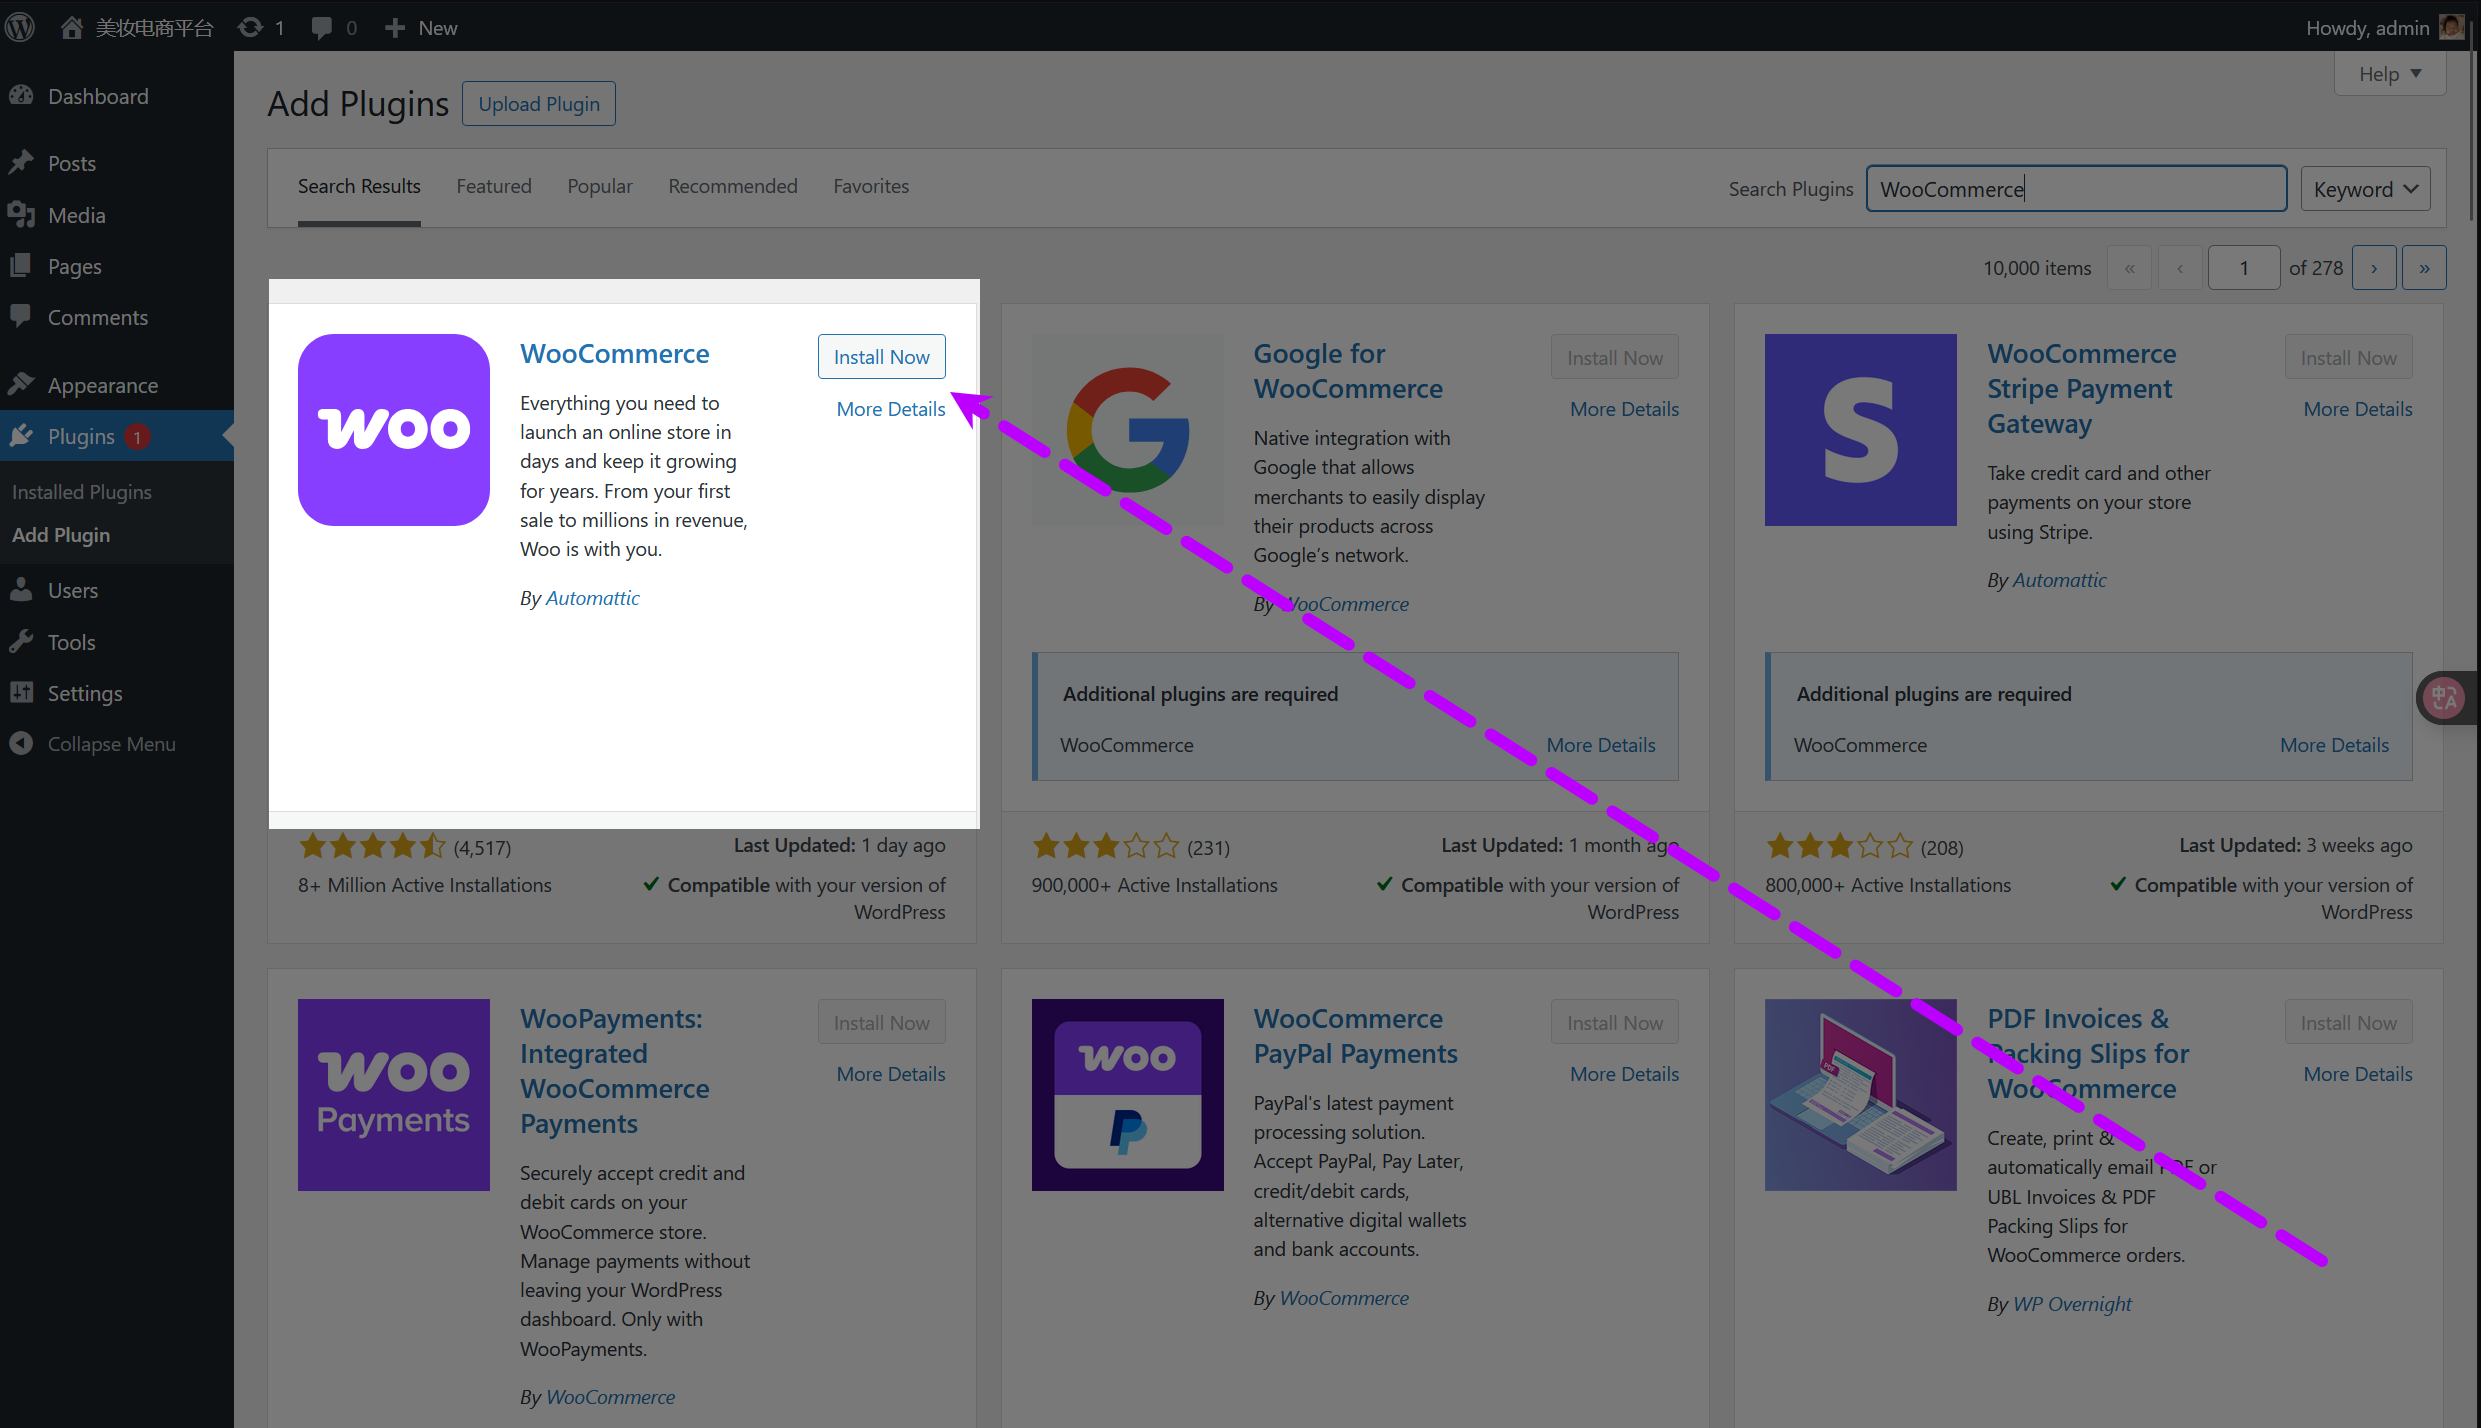 美妆电商平台
1
0
New
Howdy, admin
Dashboard
Posts
Media
Pages
Comments
Appearance
Plugins 1
Installed Plugins
Add Plugin
Users
Tools
Settings
Collapse Menu
Help
Add Plugins
Upload Plugin
Search Results
Featured
Popular
Recommended
Favorites
Search Plugins
WooCommerce
Keyword
10,000 items
«
‹
1
of 278
›
»
woo
WooCommerce
Install Now
More Details
Everything you need to
launch an online store in
days and keep it growing
for years. From your first
sale to millions in revenue,
Woo is with you.
By Automattic
(4,517)
Last Updated: 1 day ago
8+ Million Active Installations
Compatible with your version of
WordPress
G
Google for
WooCommerce
Install Now
More Details
Native integration with
Google that allows
merchants to easily display
their products across
Google’s network.
By WooCommerce
Additional plugins are required
WooCommerce
More Details
(231)
Last Updated: 1 month ago
900,000+ Active Installations
Compatible with your version of
WordPress
S
WooCommerce
Stripe Payment
Gateway
Install Now
More Details
Take credit card and other
payments on your store
using Stripe.
By Automattic
Additional plugins are required
WooCommerce
More Details
(208)
Last Updated: 3 weeks ago
800,000+ Active Installations
Compatible with your version of
WordPress
中
A
woo
Payments
WooPayments:
Integrated
WooCommerce
Payments
Install Now
More Details
Securely accept credit and
debit cards on your
WooCommerce store.
Manage payments without
leaving your WordPress
dashboard. Only with
WooPayments.
By WooCommerce
woo
P
WooCommerce
PayPal Payments
Install Now
More Details
PayPal's latest payment
processing solution.
Accept PayPal, Pay Later,
credit/debit cards,
alternative digital wallets
and bank accounts.
By WooCommerce
PDF
PDF Invoices &
Packing Slips for
WooCommerce
Install Now
More Details
Create, print &
automatically email PDF or
UBL Invoices & PDF
Packing Slips for
WooCommerce orders.
By WP Overnight